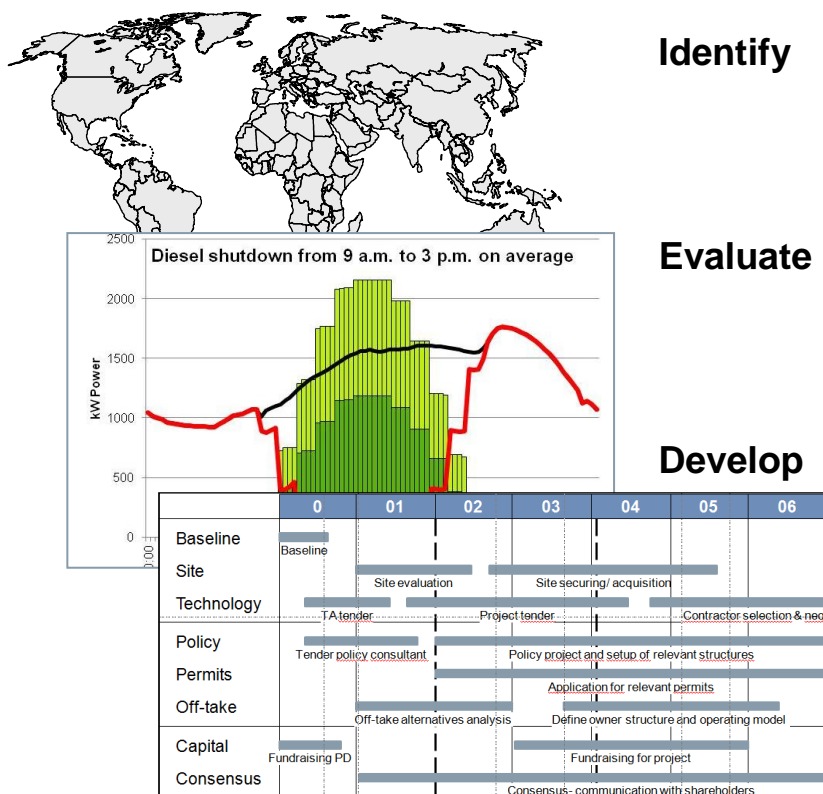 Identify
Evaluate
Develop
Diesel shutdown from 9 a.m. to 3 p.m. on average
kW Power
2500
2000
1500
1000
500
0
0:00
0 01 02 03 04 05 06
Baseline
Baseline
Site
Site evaluation Site securing/ acquisition
Technology
TA tender Project tender Contractor selection & neg
Policy
Tender policy consultant Policy project and setup of relevant structures
Permits
Application for relevant permits
Off-take
Off-take alternatives analysis Define owner structure and operating model
Capital
Fundraising PD Fundraising for project
Consensus
Consensus- communication with shareholders